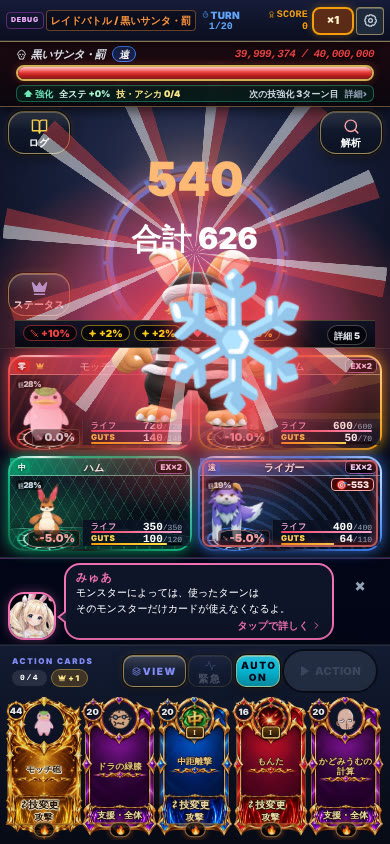 DEBUG
レイドバトル / 黒いサンタ・罰
TURN
1/20
SCORE
0
×1
黒いサンタ・罰
遠
39,999,374 / 40,000,000
強化 全ステ+0% 技・アシカ 0/4
次の技強化 3ターン目 詳細›
ログ
解析
540
合計 626
ステータス
+10%
+2%
+2%
詳細 5
零
モッチ
28%
0.0%
ライフ 720/720
GUTS 140
EX×2
-10.0%
ライフ 600/600
GUTS 50/70
中
ハム
EX×2
28%
-5.0%
ライフ 350/350
GUTS 100/120
遠
ライガー
EX×2
19%
-553
-5.0%
ライフ 400/400
GUTS 64/110
みゅあ
モンスターによっては、使ったターンは
そのモンスターだけカードが使えなくなるよ。
タップで詳しく ›
×
ACTION CARDS
0/4
+1
VIEW
緊急
AUTO
ON
ACTION
44
モッチ砲
技変更
攻撃
20
ドラの緑膝
支援・全体
20
中
I
中距離撃
技変更
攻撃
16
I
もんた
技変更
攻撃
20
かどみうむの
計算
支援・全体